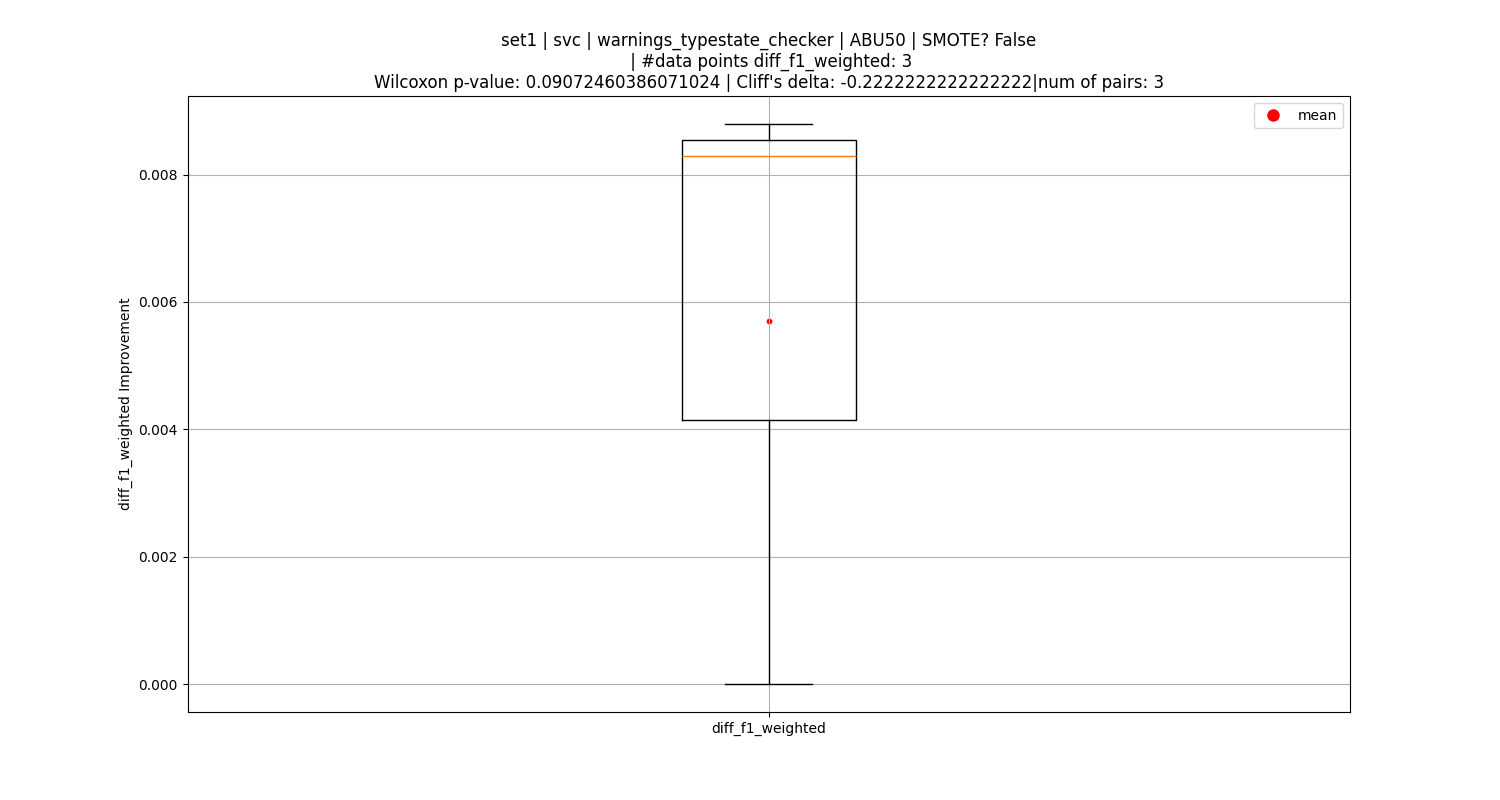 set1 | svc | warnings_typestate_checker | ABU50 | SMOTE? False
| #data points diff_f1_weighted: 3
Wilcoxon p-value: 0.09072460386071024 | Cliff's delta: -0.2222222222222222|num of pairs: 3
mean
0.008
0.006
0.004
0.002
0.000
diff_f1_weighted Improvement
diff_f1_weighted